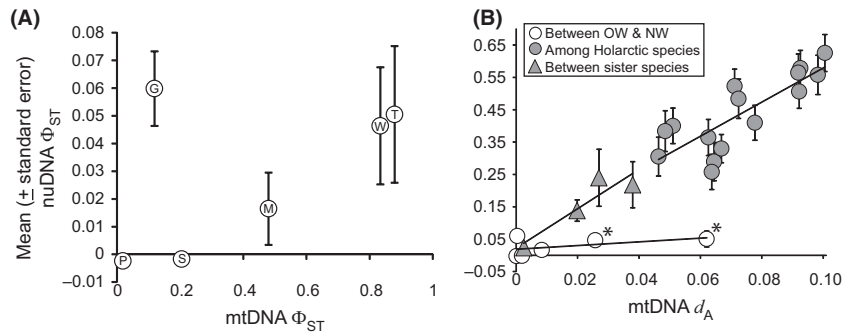 (A)
0.08
0.07
0.06
0.05
0.04
0.03
0.02
0.01
0
–0.01
Mean (± standard error)
nuDNA ΦST
G
P
S
M
W
T
0
0.2
0.4
0.6
0.8
1
mtDNA ΦST
(B)
Between OW & NW
Among Holarctic species
Between sister species
0.65
0.55
0.45
0.35
0.25
0.15
0.05
–0.05
*
*
0
0.02
0.04
0.06
0.08
0.10
mtDNA dA